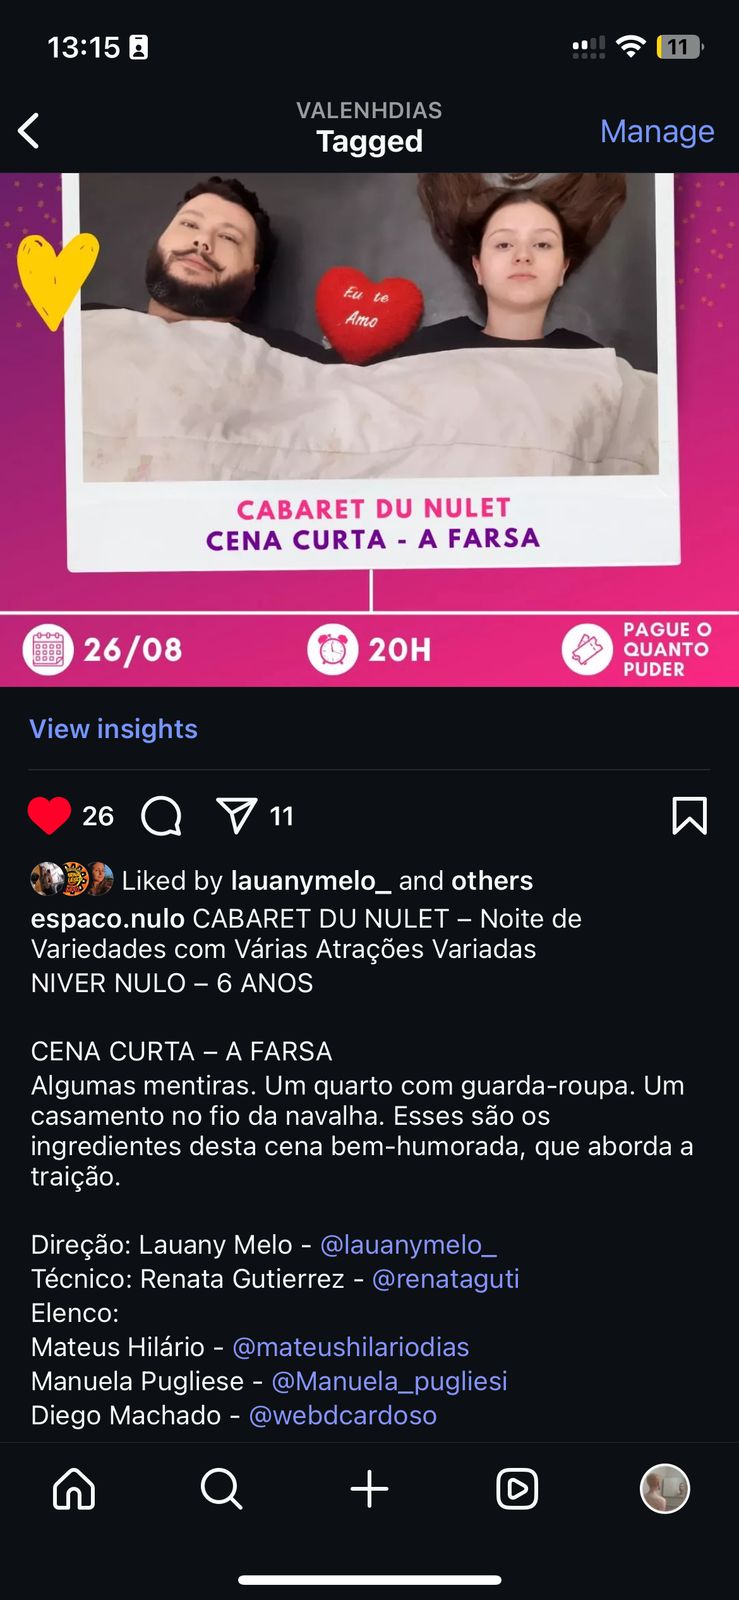 13:15
11
VALENHDIAS
Tagged
Manage
Eu te
Amo
CABARET DU NULET
CENA CURTA - A FARSA
26/08
20H
PAGUE O
QUANTO
PUDER
View insights
26
11
Liked by lauanymelo_ and others
espaco.nulo CABARET DU NULET – Noite de
Variedades com Várias Atrações Variadas
NIVER NULO – 6 ANOS
CENA CURTA – A FARSA
Algumas mentiras. Um quarto com guarda-roupa. Um
casamento no fio da navalha. Esses são os
ingredientes desta cena bem-humorada, que aborda a
traição.
Direção: Lauany Melo - @lauanymelo_
Técnico: Renata Gutierrez - @renataguti
Elenco:
Mateus Hilário - @mateushilariodias
Manuela Pugliese - @Manuela_pugliesi
Diego Machado - @webdcardoso